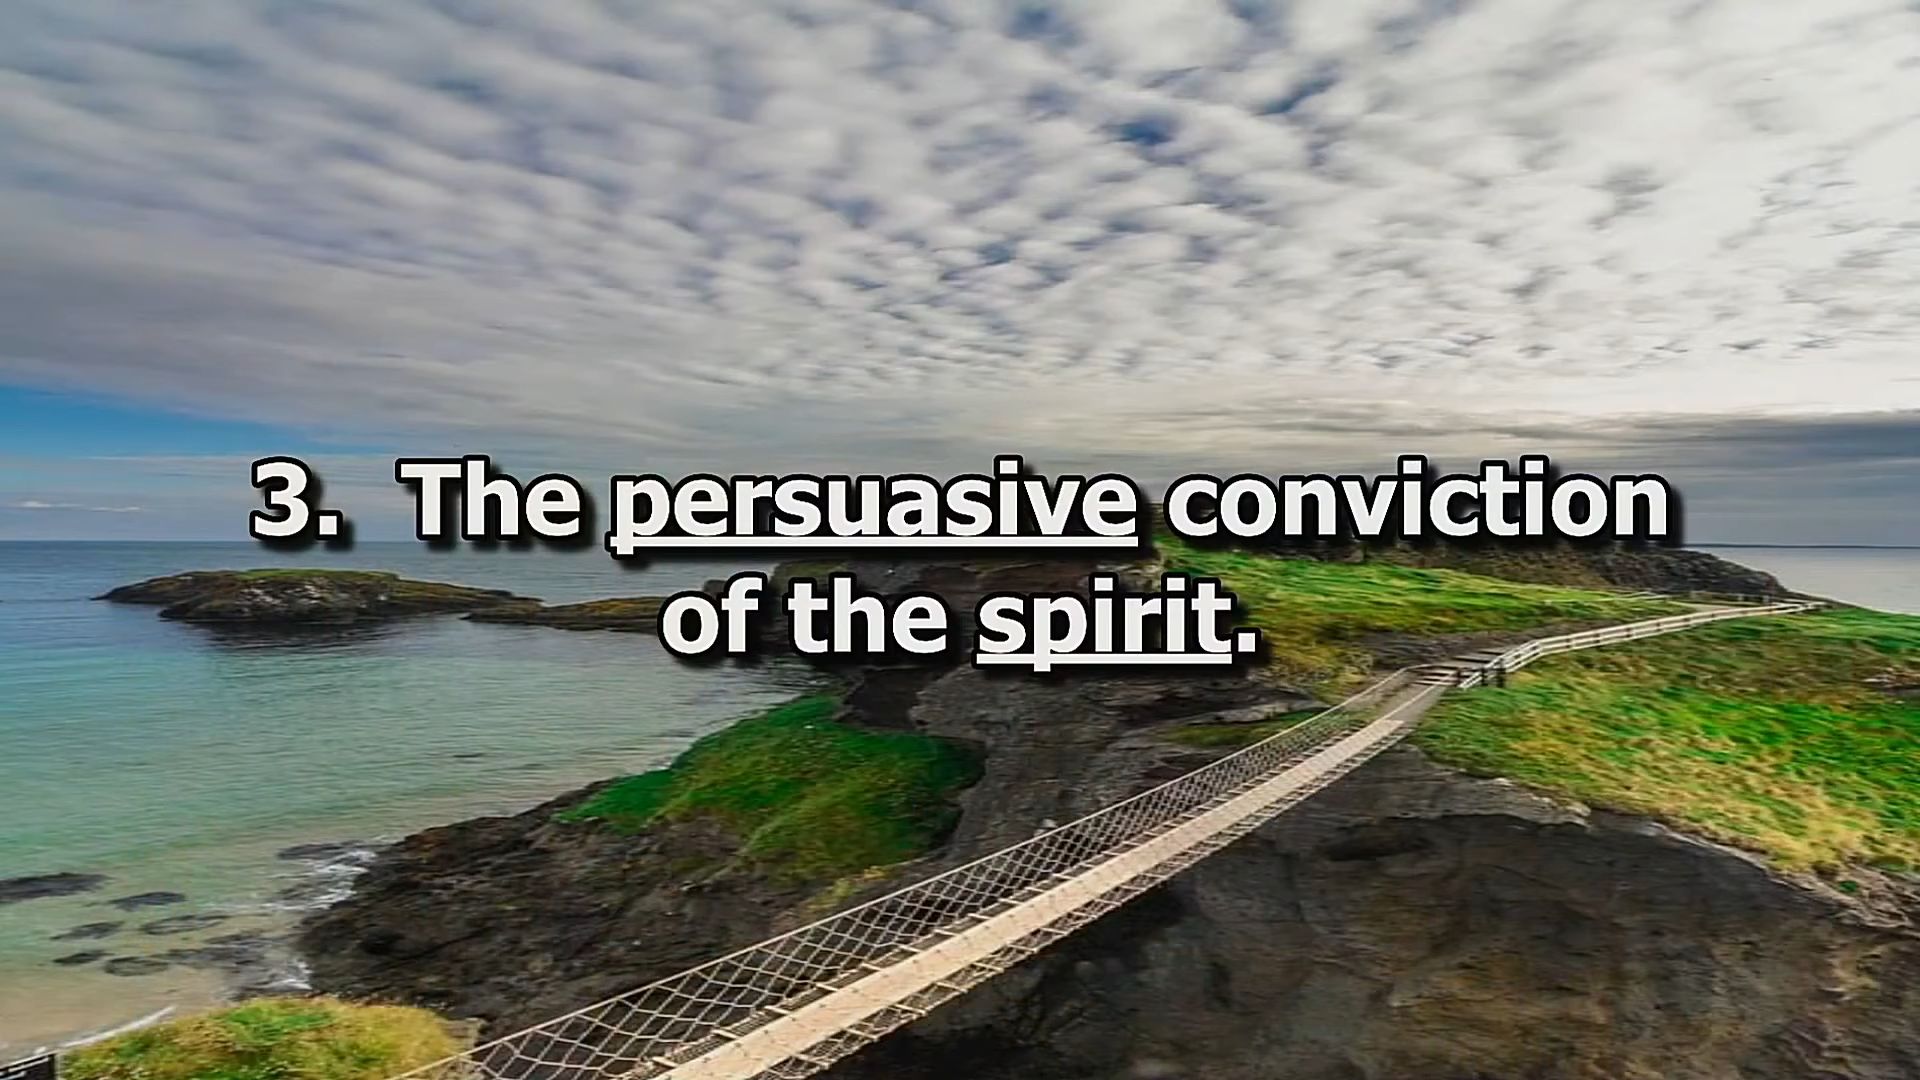 3. The persuasive conviction
of the spirit.